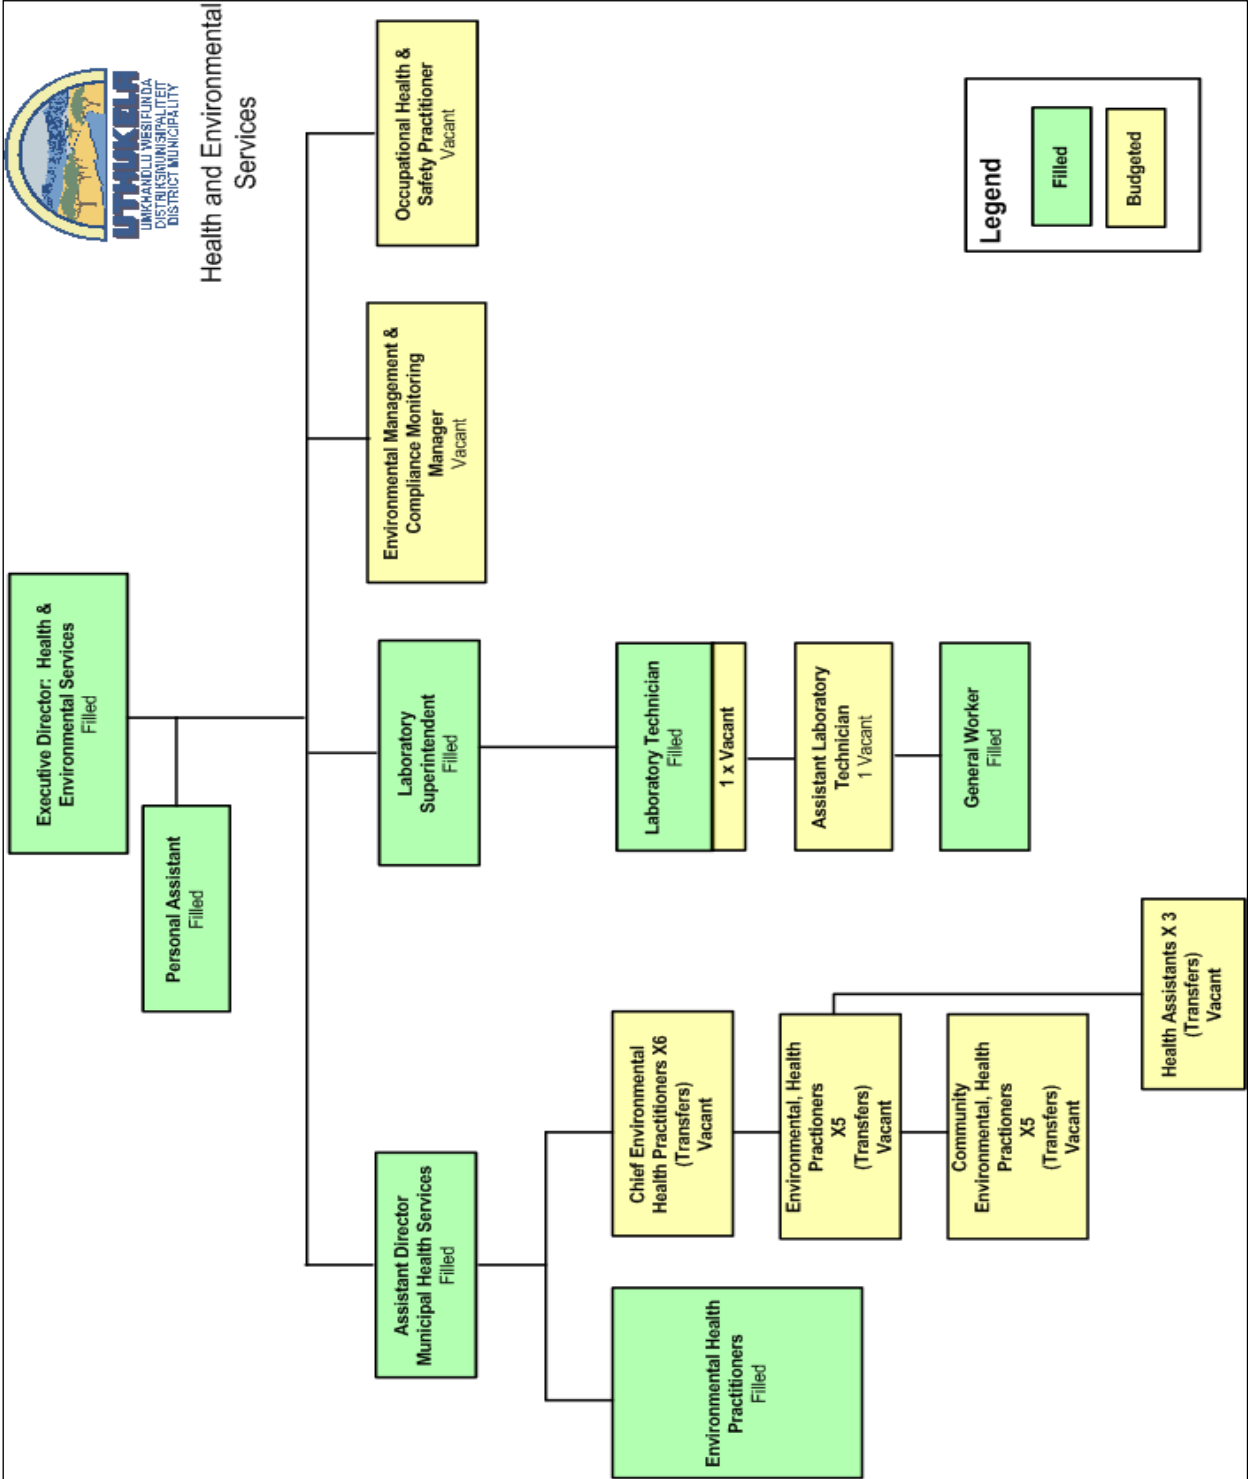 UTHUKELA
UMKHANDLU WESIFUNDA
DISTRIKSMUNISIPALITEIT
DISTRICT MUNICIPALITY
Health and Environmental
Services
Executive Director:  Health &
Environmental Services
Filled
Personal Assistant
Filled
Assistant Director
Municipal Health Services
Filled
Laboratory
Superintendent
Filled
Environmental Management &
Compliance Monitoring
Manager
Vacant
Occupational Health &
Safety Practitioner
Vacant
Environmental Health
Practitioners
Filled
Chief Environmental
Health Practitioners X6
(Transfers)
Vacant
Environmental, Health
Practioners
X5
(Transfers)
Vacant
Community
Environmental, Health
Practioners
X5
(Transfers)
Vacant
Health Assistants X 3
(Transfers)
Vacant
Laboratory Technician
Filled
1 x Vacant
Assistant Laboratory
Technician
1 Vacant
General Worker
Filled
Legend
Filled
Budgeted